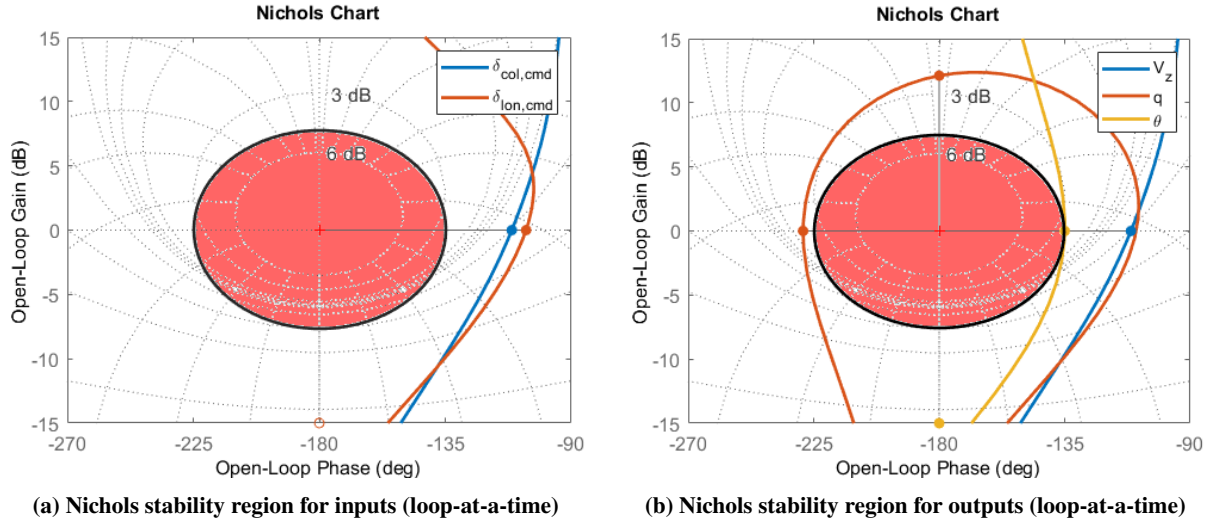 Nichols Chart
15
10
5
0
-5
-10
-15
-270
-225
-180
-135
-90
Open-Loop Gain (dB)
Open-Loop Phase (deg)
3 dB
6 dB
δcol,cmd
δlon,cmd
(a) Nichols stability region for inputs (loop-at-a-time)
Nichols Chart
15
10
5
0
-5
-10
-15
-270
-225
-180
-135
-90
Open-Loop Gain (dB)
Open-Loop Phase (deg)
3 dB
6 dB
Vz
q
θ
(b) Nichols stability region for outputs (loop-at-a-time)